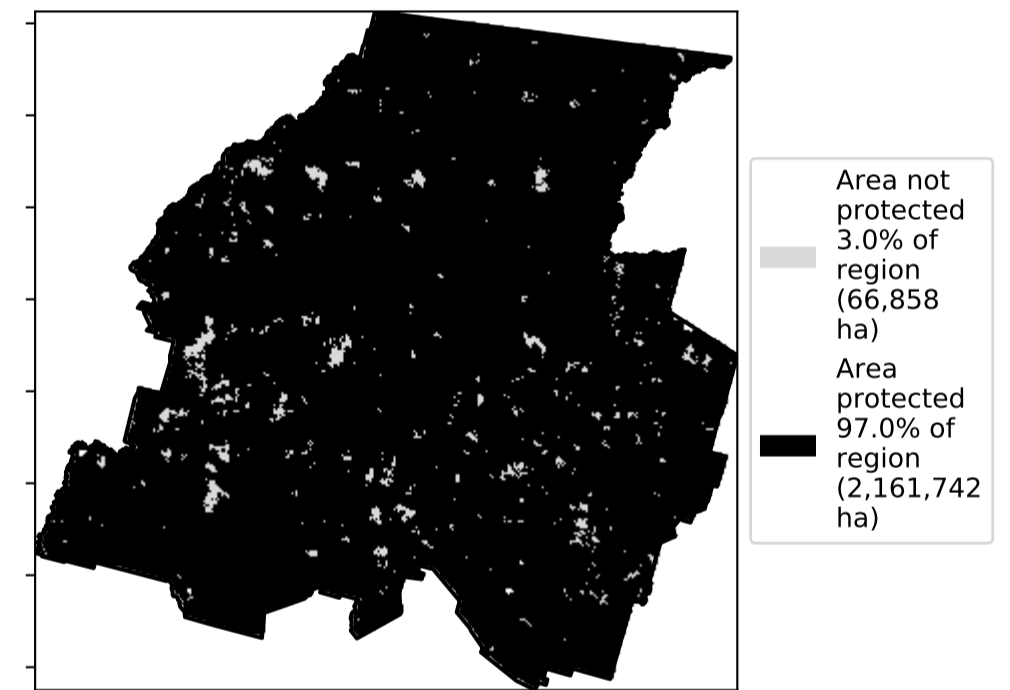 Area not
protected
3.0% of
region
(66,858
ha)
Area
protected
97.0% of
region
(2,161,742
ha)